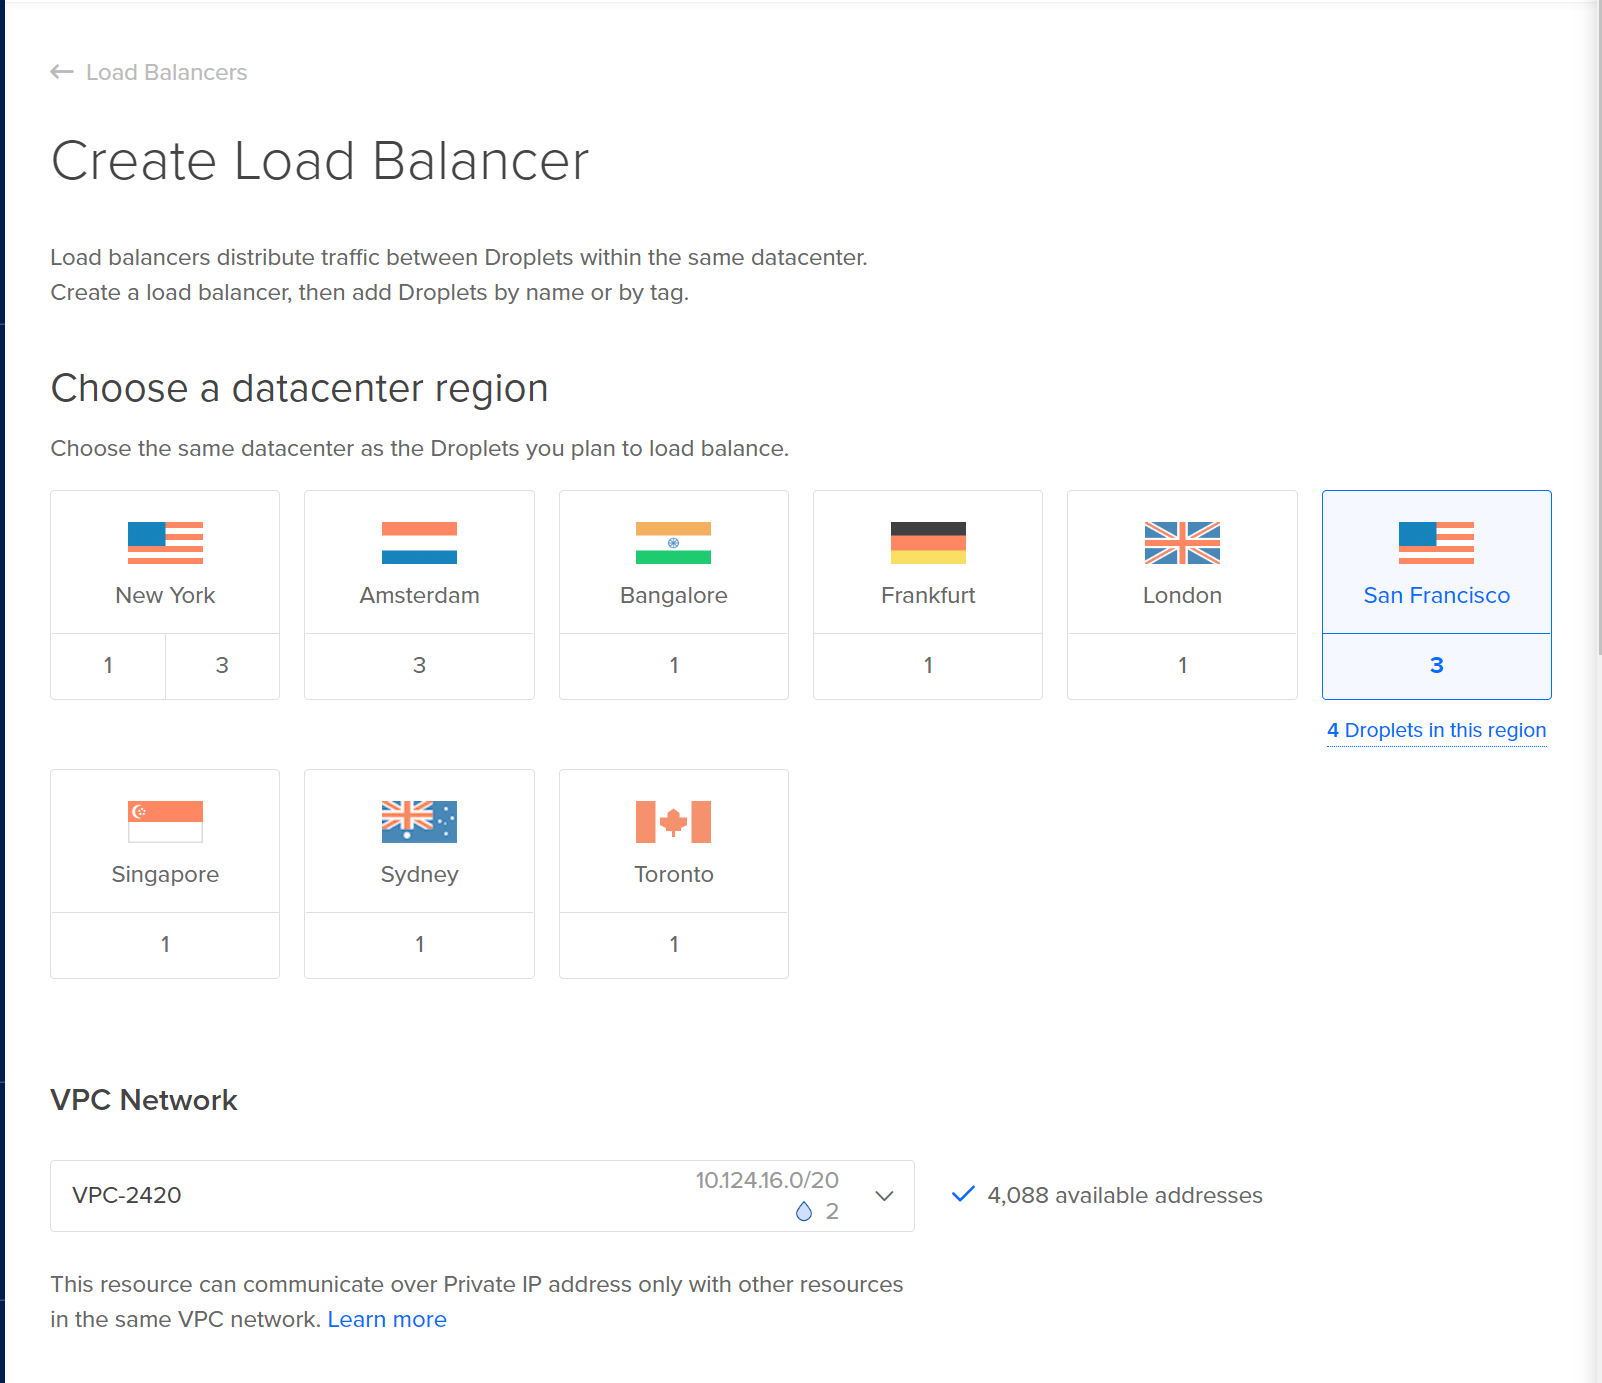 Load Balancers
Create Load Balancer
Load balancers distribute traffic between Droplets within the same datacenter.
Create a load balancer, then add Droplets by name or by tag.
Choose a datacenter region
Choose the same datacenter as the Droplets you plan to load balance.
New York
1
3
Amsterdam
3
Bangalore
1
Frankfurt
1
London
1
San Francisco
3
4 Droplets in this region
Singapore
1
Sydney
1
Toronto
1
VPC Network
VPC-2420
10.124.16.0/20
2
4,088 available addresses
This resource can communicate over Private IP address only with other resources
in the same VPC network. Learn more